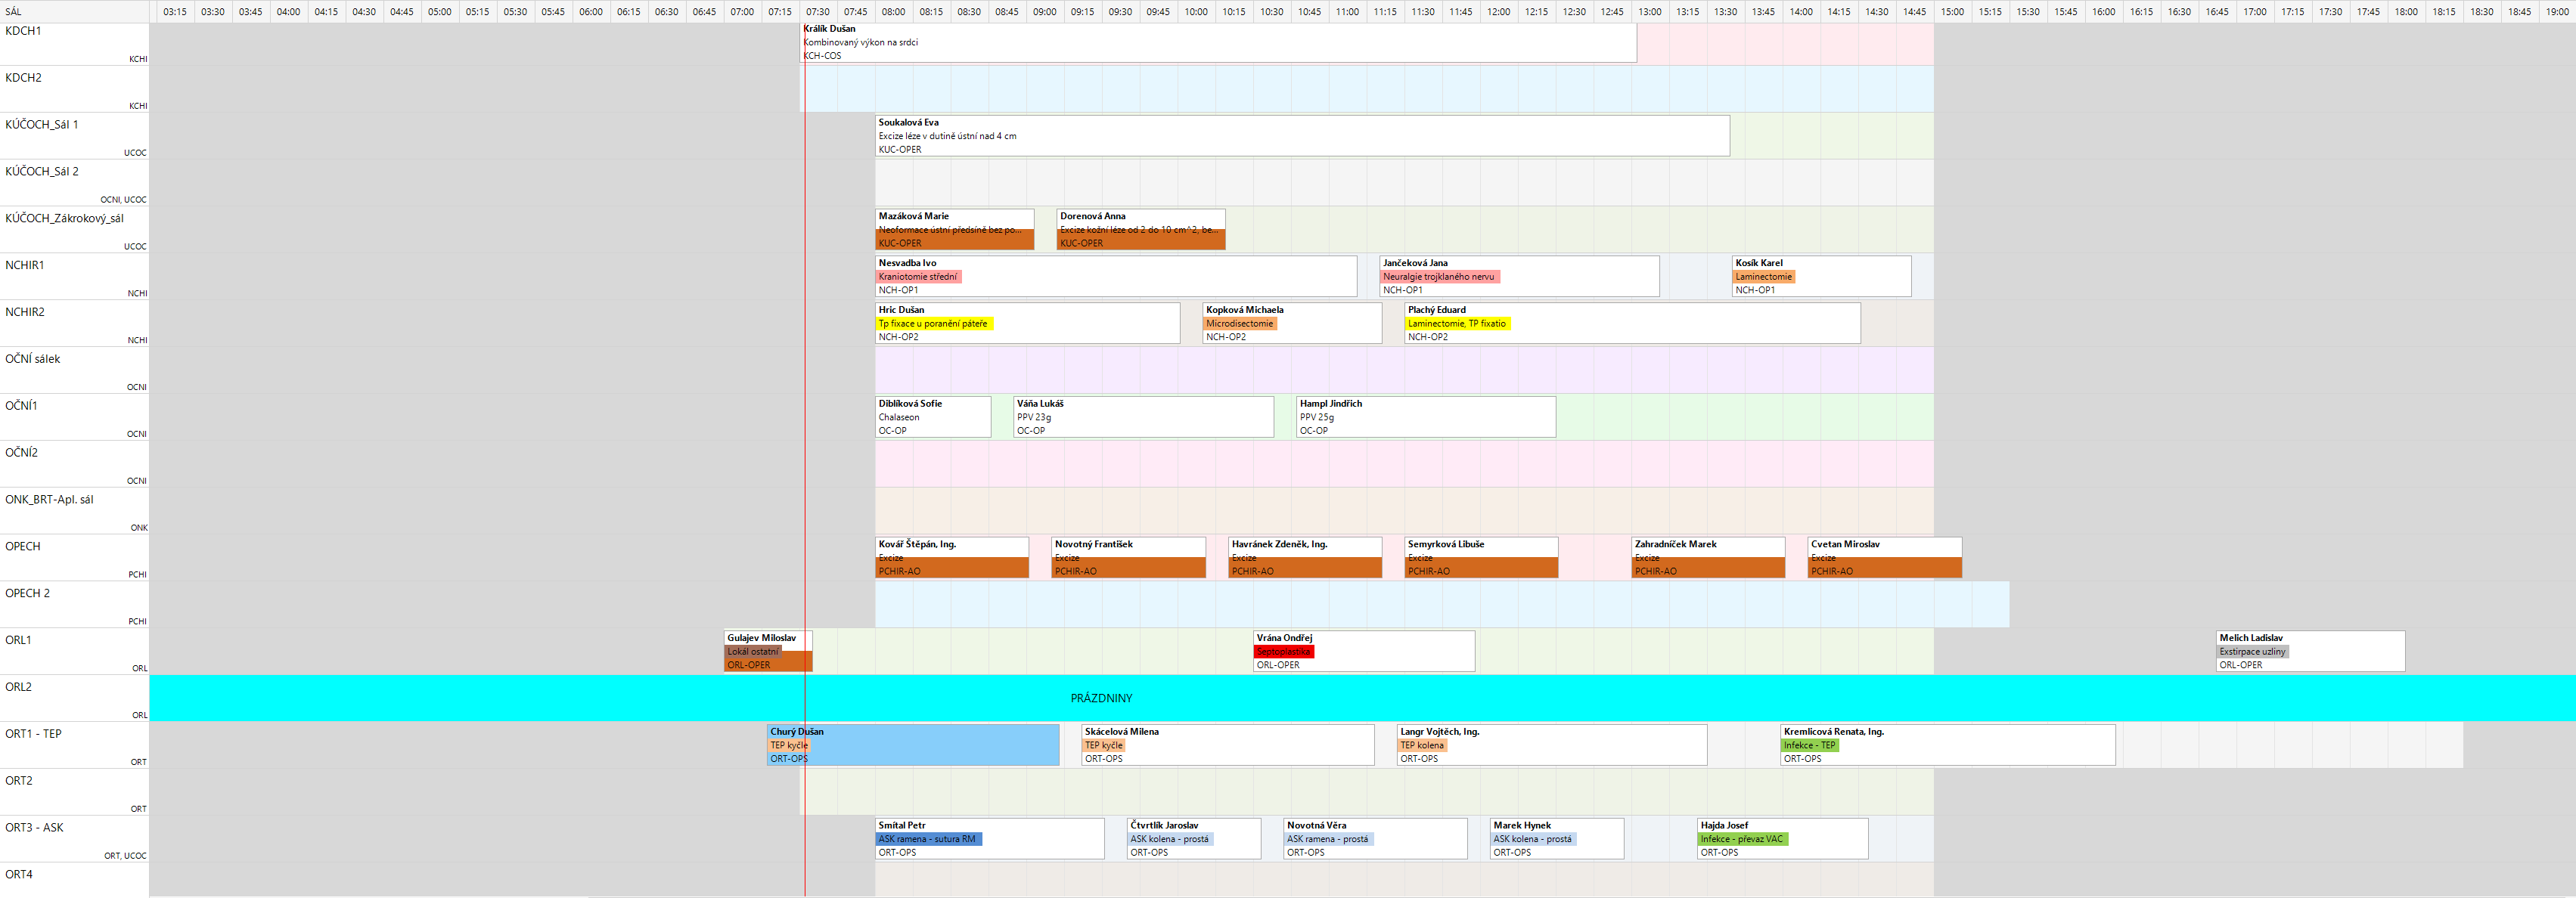 SÁL 03:15 03:30 03:45 04:00 04:15 04:30 04:45 05:00 05:15 05:30 05:45 06:00 06:15 06:30 06:45 07:00 07:15 07:30 07:45 08:00 08:15 08:30 08:45 09:00 09:15 09:30 09:45 10:00 10:15 10:30 10:45 11:00 11:15 11:30 11:45 12:00 12:15 12:30 12:45 13:00 13:15 13:30 13:45 14:00 14:15 14:30 14:45 15:00 15:15 15:30 15:45 16:00 16:15 16:30 16:45 17:00 17:15 17:30 17:45 18:00 18:15 18:30 18:45 19:00
KDCH1 Králík Dušan
Kombinovaný výkon na srdci
KCHI KCH-COS
KDCH2
KCHI
KÚČOCH_Sál 1 Soukalová Eva
Excize léze v dutině ústní nad 4 cm
UCOC KUC-OPER
KÚČOCH_Sál 2
OCNI, UCOC
KÚČOCH_Zákrokový_sál Mazáková Marie Dorenová Anna
Neoformace ústní předsíně bez po... Excize kožní léze od 2 do 10 cm^2, be...
UCOC KUC-OPER KUC-OPER
NCHIR1 Nesvadba Ivo Jančeková Jana Kosík Karel
Kraniotomie střední Neuralgie trojklaného nervu Laminectomie
NCHI NCH-OP1 NCH-OP1 NCH-OP1
NCHIR2 Hric Dušan Kopková Michaela Plachý Eduard
Tp fixace u poranění páteře Microdisectomie Laminectomie, TP fixatio
NCHI NCH-OP2 NCH-OP2 NCH-OP2
OČNÍ sálek
OCNI
OČNÍ1 Diblíková Sofie Váňa Lukáš Hampl Jindřich
Chalaseon PPV 23g PPV 25g
OCNI OC-OP OC-OP OC-OP
OČNÍ2
OCNI
ONK_BRT-Apl. sál
ONK
OPECH Kovář Štěpán, Ing. Novotný František Havránek Zdeněk, Ing. Semyrková Libuše Zahradníček Marek Cvetan Miroslav
Excize Excize Excize Excize Excize Excize
PCHI PCHIR-AO PCHIR-AO PCHIR-AO PCHIR-AO PCHIR-AO PCHIR-AO
OPECH 2
PCHI
ORL1 Gulajev Miloslav Vrána Ondřej Melich Ladislav
Lokál ostatní Septoplastika Exstirpace uzliny
ORL ORL-OPER ORL-OPER ORL-OPER
ORL2 PRÁZDNINY
ORL
ORT1 - TEP Churý Dušan Skácelová Milena Langr Vojtěch, Ing. Kremlicová Renata, Ing.
TEP kyčle TEP kyčle TEP kolena Infekce - TEP
ORT ORT-OPS ORT-OPS ORT-OPS ORT-OPS
ORT2
ORT
ORT3 - ASK Smítal Petr Čtvrtlík Jaroslav Novotná Věra Marek Hynek Hajda Josef
ASK ramena - sutura RM ASK kolena - prostá ASK ramena - prostá ASK kolena - prostá Infekce - převaz VAC
ORT, UCOC ORT-OPS ORT-OPS ORT-OPS ORT-OPS ORT-OPS
ORT4